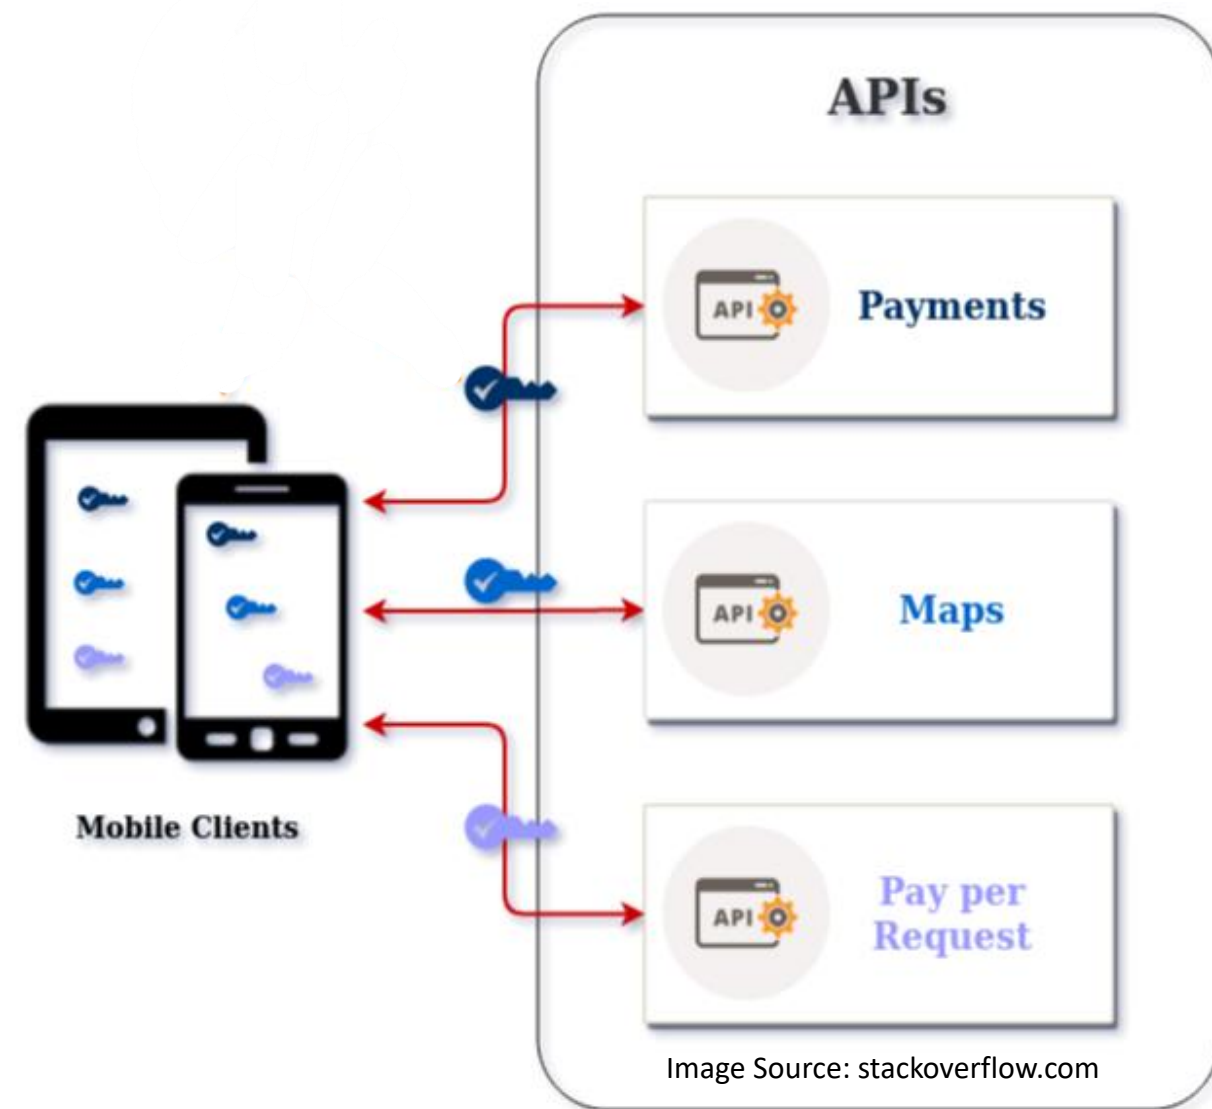 APIs
API
Payments
API
Maps
Mobile Clients
API
Pay per
Request
Image Source: stackoverflow.com